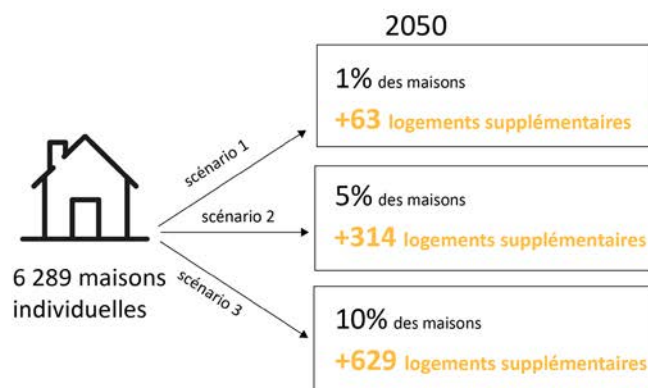 2050
6 289 maisons
individuelles
scénario 1
1% des maisons
+63 logements supplémentaires
scénario 2
5% des maisons
+314 logements supplémentaires
scénario 3
10% des maisons
+629 logements supplémentaires